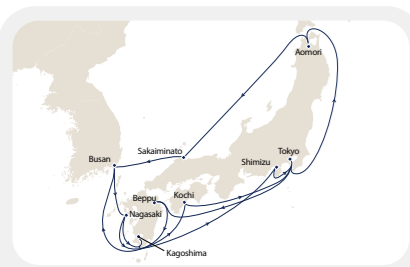 Aomori
Sakaiminato
Tokyo
Busan
Shimizu
Beppu
Kochi
Nagasaki
Kagoshima